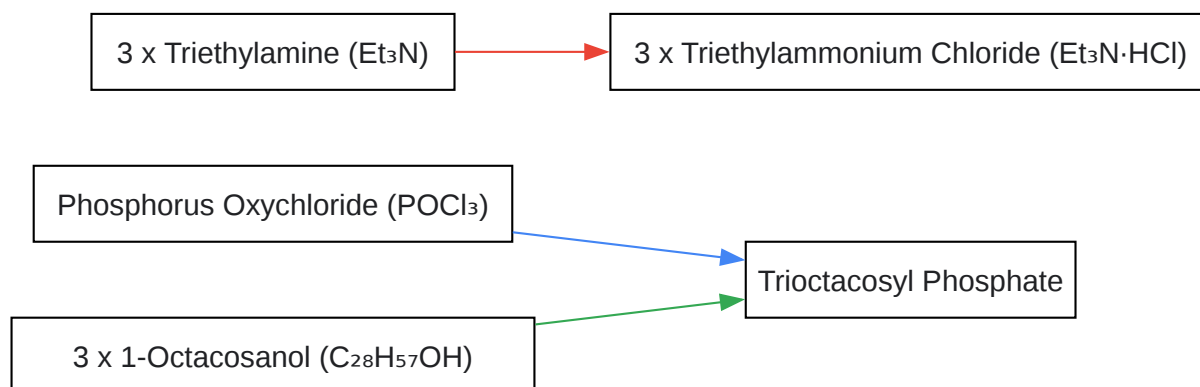 3 x Triethylamine (Et₃N)
3 x Triethylammonium Chloride (Et₃N·HCl)
Phosphorus Oxychloride (POCl₃)
Trioctacosyl Phosphate
3 x 1-Octacosanol (C₂₈H₅₇OH)